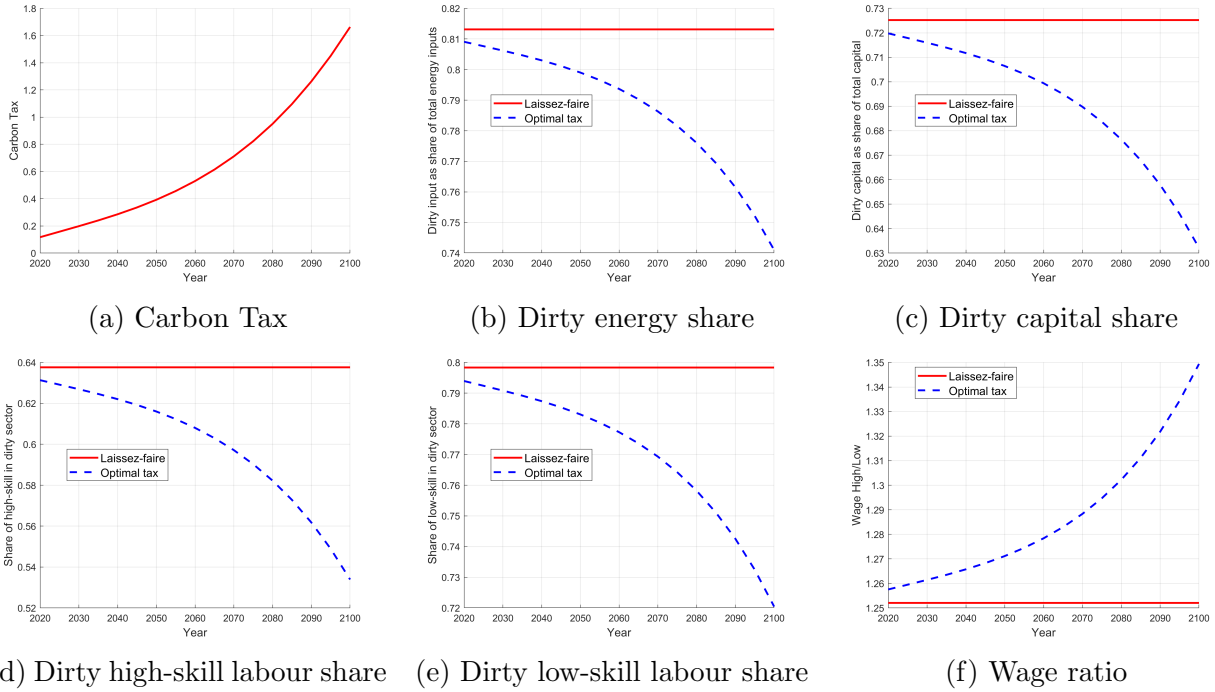 1.8
1.6
1.4
1.2
1
0.8
0.6
0.4
0.2
0
Carbon Tax
2020 2030 2040 2050 2060 2070 2080 2090 2100
Year
(a) Carbon Tax
0.82
0.81
0.8
0.79
0.78
0.77
0.76
0.75
0.74
Dirty input as share of total energy inputs
Laissez-faire
Optimal tax
2020 2030 2040 2050 2060 2070 2080 2090 2100
Year
(b) Dirty energy share
0.73
0.72
0.71
0.7
0.69
0.68
0.67
0.66
0.65
0.64
0.63
Dirty capital as share of total capital
Laissez-faire
Optimal tax
2020 2030 2040 2050 2060 2070 2080 2090 2100
Year
(c) Dirty capital share
0.64
0.62
0.6
0.58
0.56
0.54
0.52
Share of high-skill in dirty sector
Laissez-faire
Optimal tax
2020 2030 2040 2050 2060 2070 2080 2090 2100
Year
d) Dirty high-skill labour share
0.8
0.79
0.78
0.77
0.76
0.75
0.74
0.73
0.72
Share of low-skill in dirty sector
Laissez-faire
Optimal tax
2020 2030 2040 2050 2060 2070 2080 2090 2100
Year
(e) Dirty low-skill labour share
1.35
1.34
1.33
1.32
1.31
1.3
1.29
1.28
1.27
1.26
1.25
Wage High/Low
Laissez-faire
Optimal tax
2020 2030 2040 2050 2060 2070 2080 2090 2100
Year
(f) Wage ratio